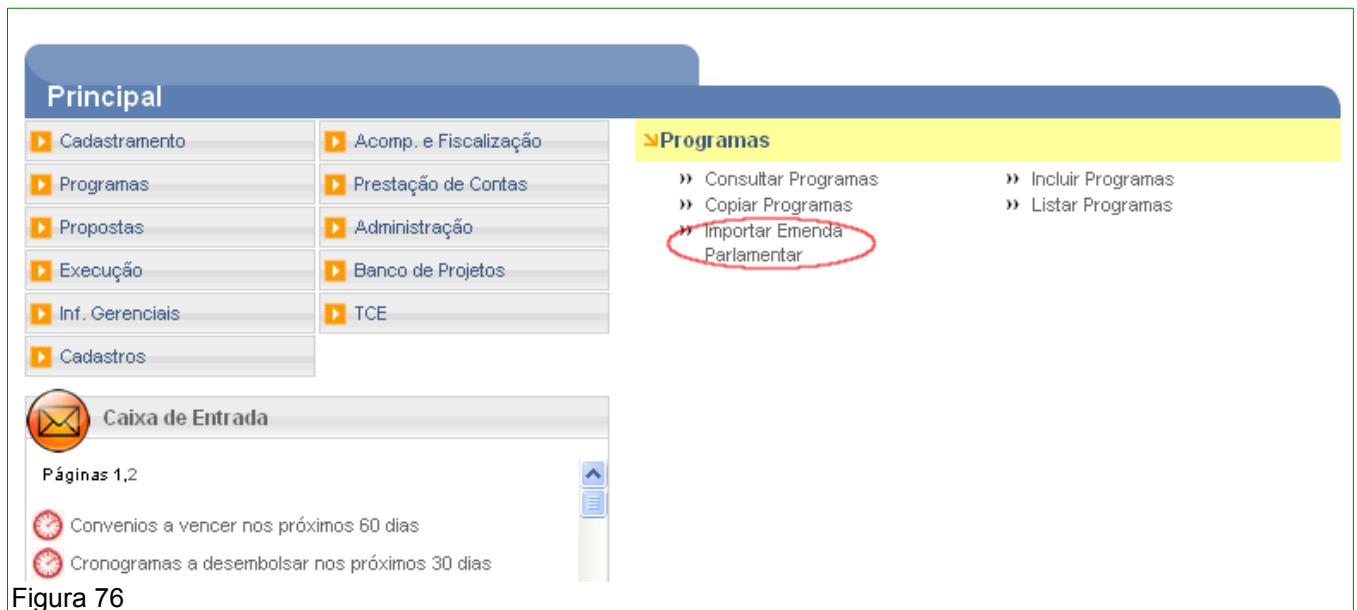 Principal
Cadastramento
Acomp. e Fiscalização
Programas
Prestação de Contas
Propostas
Administração
Execução
Banco de Projetos
Inf. Gerenciais
TCE
Cadastros
Programas
Consultar Programas
Incluir Programas
Copiar Programas
Listar Programas
Importar Emenda
Parlamentar
Caixa de Entrada
Páginas 1,2
Convenios a vencer nos próximos 60 dias
Cronogramas a desembolsar nos próximos 30 dias
Figura 76